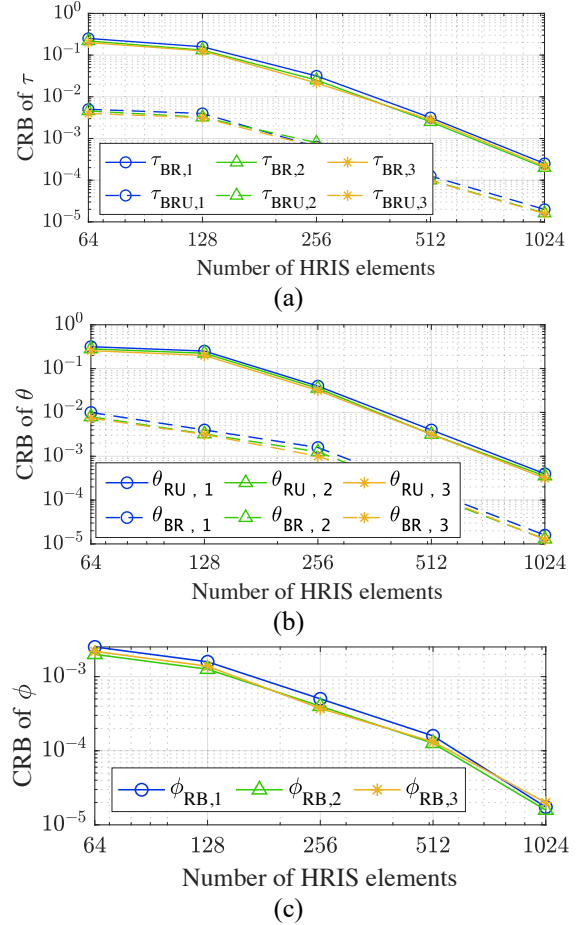 10^0
10^-1
10^-2
10^-3
10^-4
10^-5
CRB of τ
τ_BR,1 τ_BR,2 τ_BR,3
τ_BRU,1 τ_BRU,2 τ_BRU,3
64 128 256 512 1024
Number of HRIS elements
(a)
10^0
10^-1
10^-2
10^-3
10^-4
10^-5
CRB of θ
θ_RU , 1 θ_RU , 2 θ_RU , 3
θ_BR , 1 θ_BR , 2 θ_BR , 3
64 128 256 512 1024
Number of HRIS elements
(b)
10^-3
10^-4
10^-5
CRB of ϕ
ϕ_RB,1 ϕ_RB,2 ϕ_RB,3
64 128 256 512 1024
Number of HRIS elements
(c)